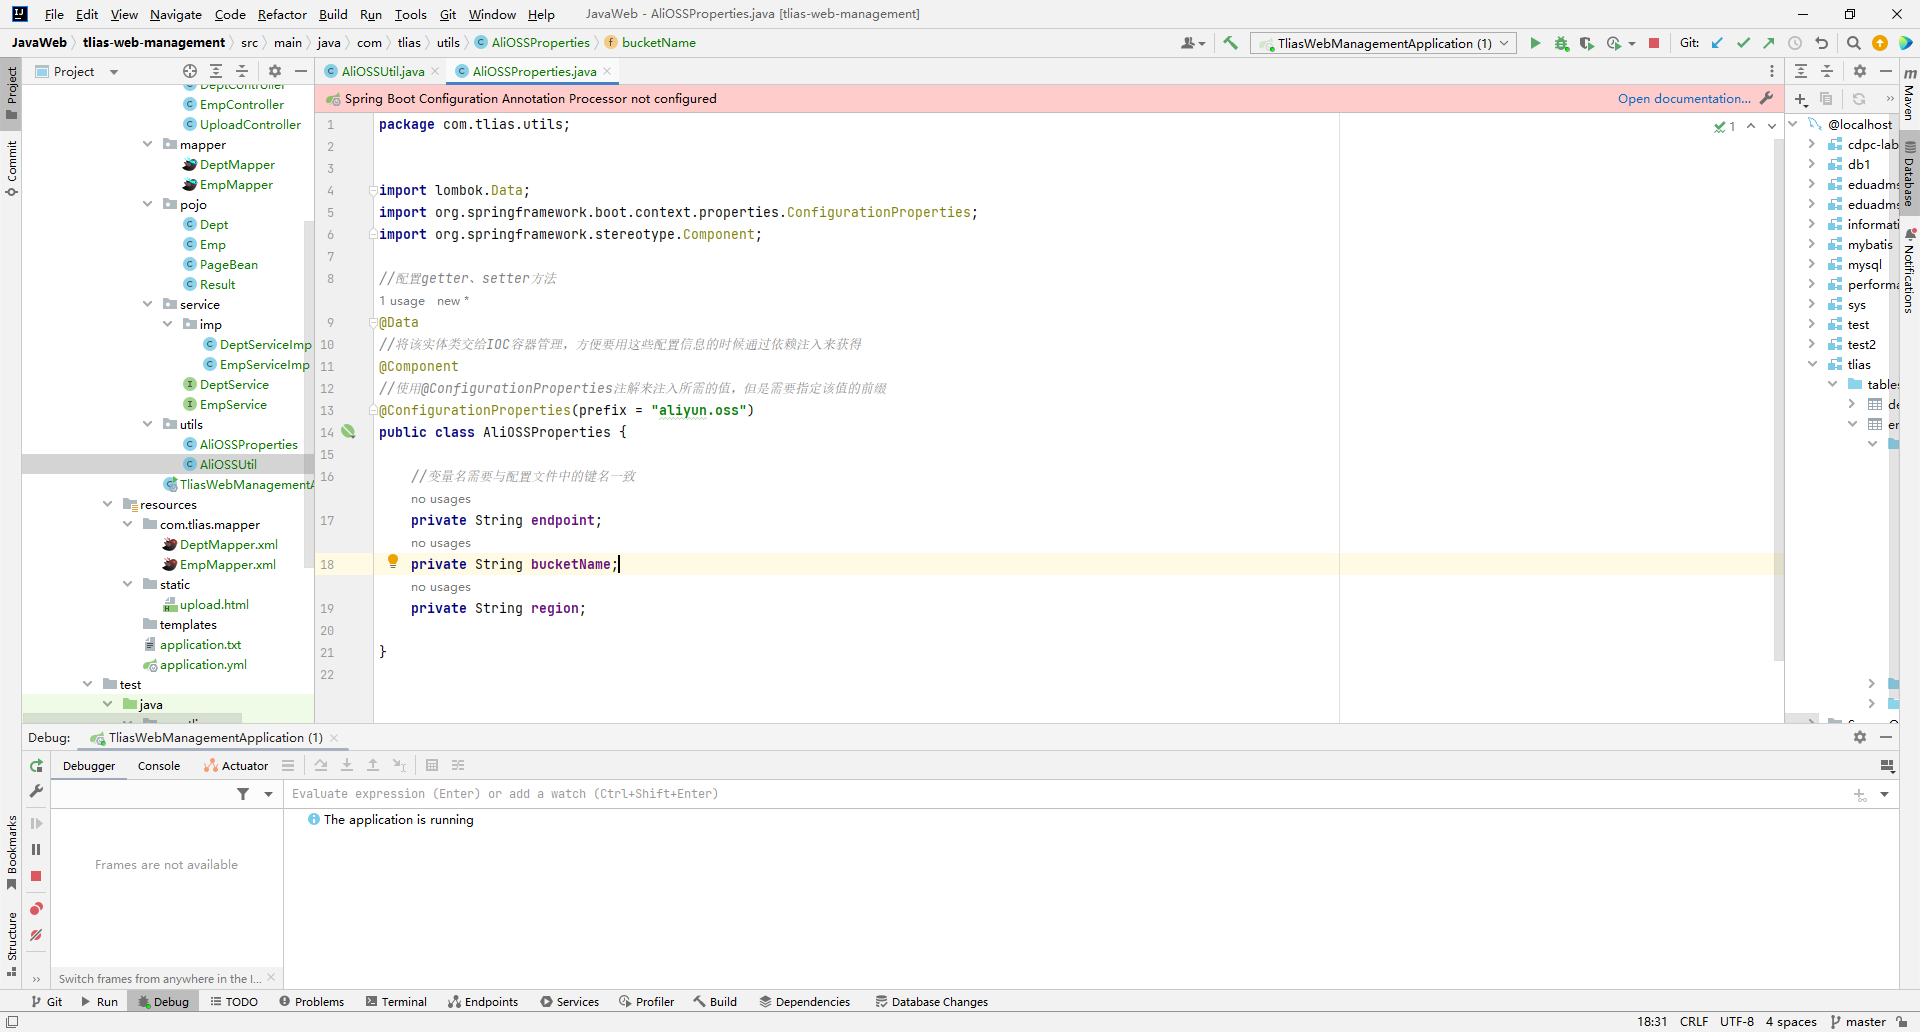 File Edit View Navigate Code Refactor Build Run Tools Git Window Help JavaWeb - AliOSSProperties.java [tlias-web-management]
JavaWeb tlias-web-management src main java com tlias utils AliOSSProperties bucketName
TliasWebManagementApplication (1)
Git:
Project
Commit
Bookmarks
Structure
Project
DeptController
EmpController
UploadController
mapper
DeptMapper
EmpMapper
pojo
Dept
Emp
PageBean
Result
service
imp
DeptServiceImp
EmpServiceImp
DeptService
EmpService
utils
AliOSSProperties
AliOSSUtil
TliasWebManagementA
resources
com.tlias.mapper
DeptMapper.xml
EmpMapper.xml
static
upload.html
templates
application.txt
application.yml
test
java
AliOSSUtil.java AliOSSProperties.java
Spring Boot Configuration Annotation Processor not configured Open documentation...
1
1 package com.tlias.utils;
2
3
4 import lombok.Data;
5 import org.springframework.boot.context.properties.ConfigurationProperties;
6 import org.springframework.stereotype.Component;
7
8 //配置getter、setter方法
1 usage new *
9 @Data
10 //将该实体类交给IOC容器管理，方便要用这些配置信息的时候通过依赖注入来获得
11 @Component
12 //使用@ConfigurationProperties注解来注入所需的值，但是需要指定该值的前缀
13 @ConfigurationProperties(prefix = "aliyun.oss")
14 public class AliOSSProperties {
15
16 //变量名需要与配置文件中的键名一致
no usages
17 private String endpoint;
no usages
18 private String bucketName;
no usages
19 private String region;
20
21 }
22
@localhost
cdpc-lab
db1
eduadms
eduadms
informati
mybatis
mysql
performa
sys
test
test2
tlias
tables
de
em
Maven
Database
Notifications
Debug: TliasWebManagementApplication (1)
Debugger Console Actuator
Evaluate expression (Enter) or add a watch (Ctrl+Shift+Enter)
The application is running
Frames are not available
Switch frames from anywhere in the I...
Git Run Debug TODO Problems Terminal Endpoints Services Profiler Build Dependencies Database Changes
18:31 CRLF UTF-8 4 spaces master